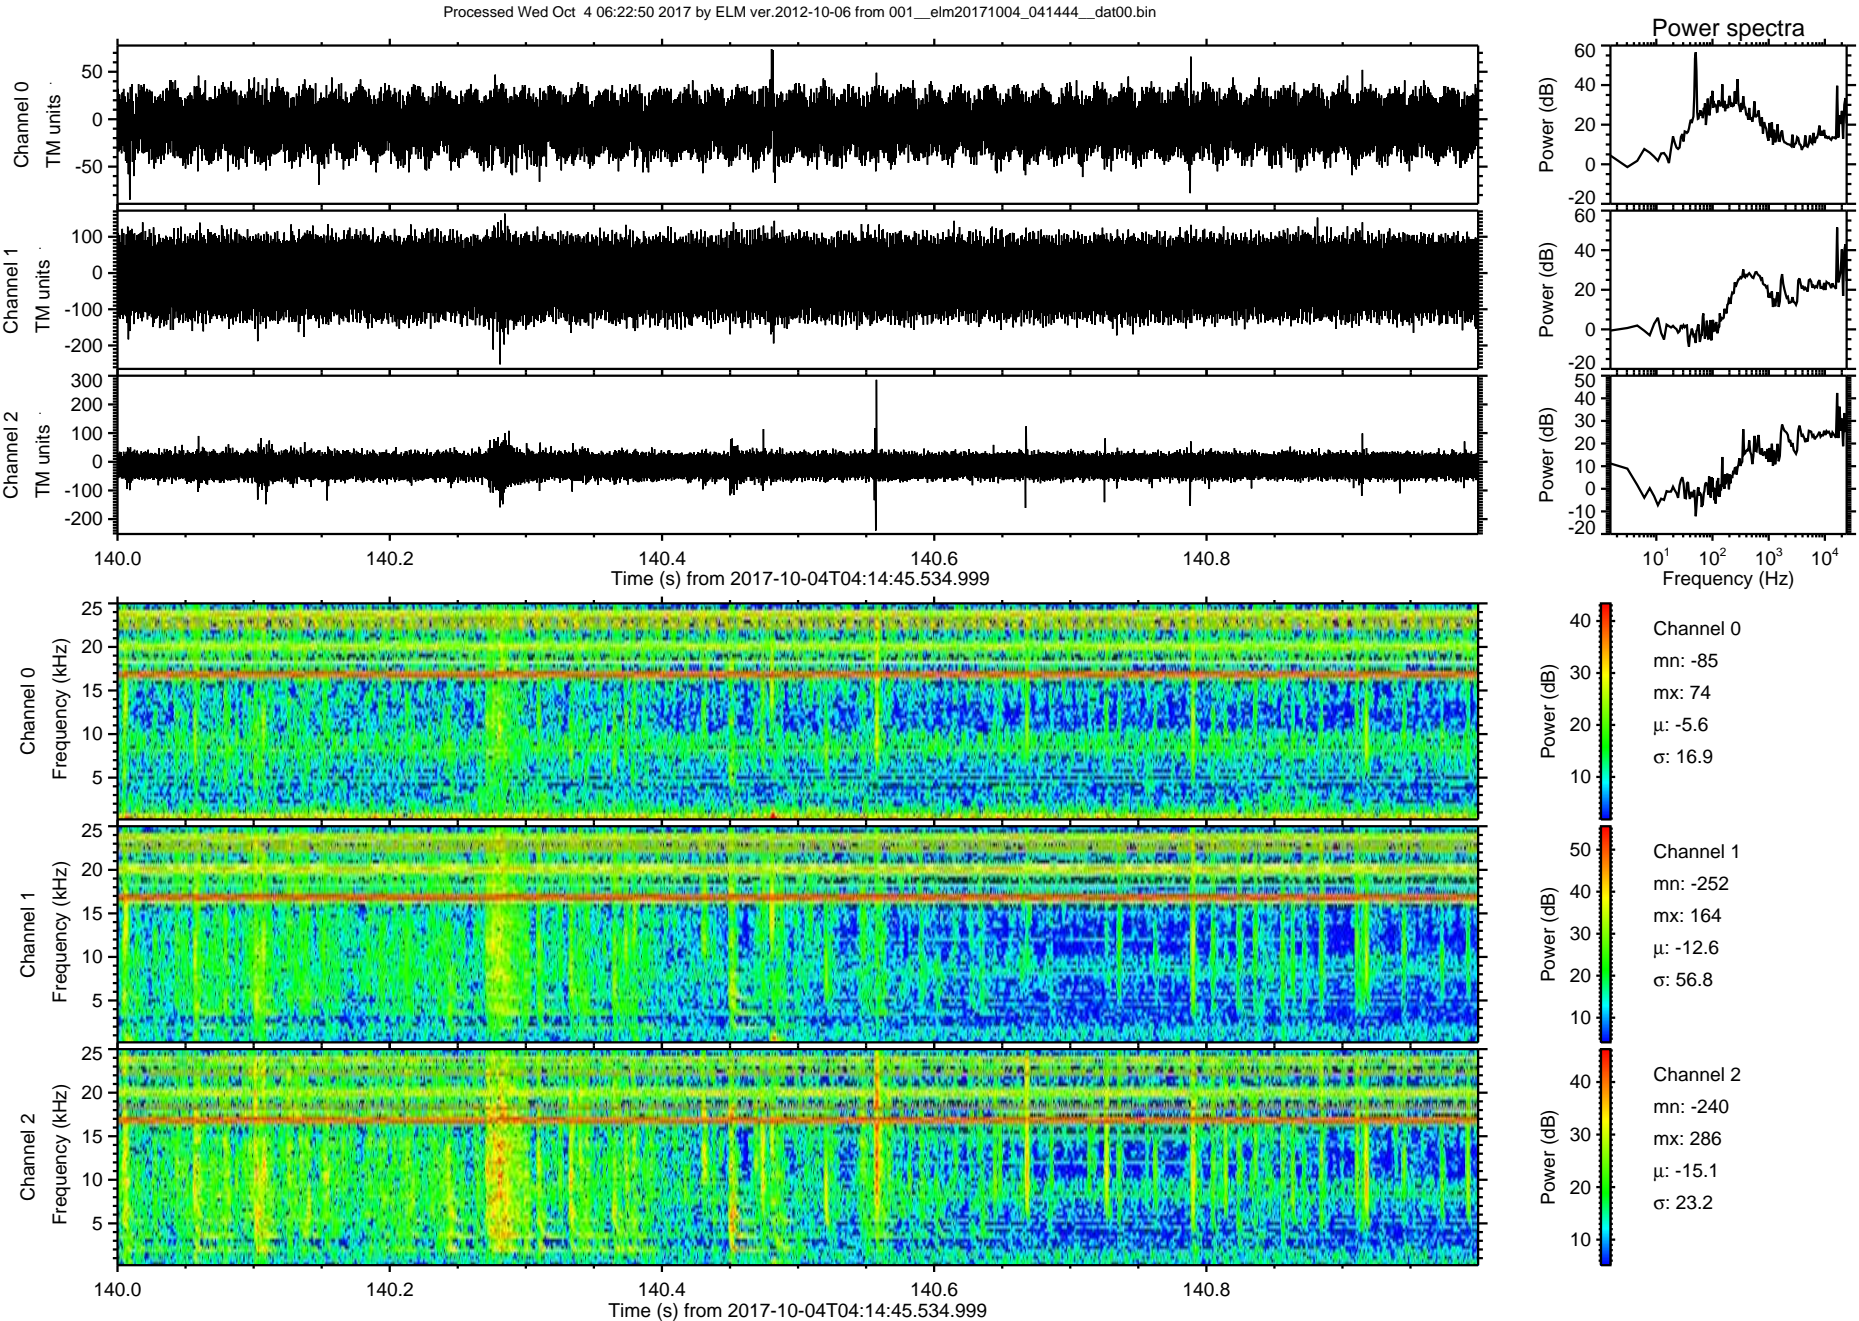 Processed Wed Oct  4 06:22:50 2017 by ELM ver.2012-10-06 from 001__elm20171004_041444__dat00.bin
Power spectra
Channel 0
TM units
50
0
-50
Power (dB)
60
40
20
0
-20
Channel 1
TM units
100
0
-100
-200
Power (dB)
60
40
20
0
-20
Channel 2
TM units
300
200
100
0
-100
-200
Power (dB)
50
40
30
20
10
0
-10
-20
140.0 140.2 140.4 140.6 140.8
Time (s) from 2017-10-04T04:14:45.534.999
10^1 10^2 10^3 10^4
Frequency (Hz)
Channel 0
Frequency (kHz)
25
20
15
10
5
Power (dB)
40
30
20
10
Channel 0
mn: -85
mx: 74
μ: -5.6
σ: 16.9
Channel 1
Frequency (kHz)
25
20
15
10
5
Power (dB)
50
40
30
20
10
Channel 1
mn: -252
mx: 164
μ: -12.6
σ: 56.8
Channel 2
Frequency (kHz)
25
20
15
10
5
Power (dB)
40
30
20
10
Channel 2
mn: -240
mx: 286
μ: -15.1
σ: 23.2
140.0 140.2 140.4 140.6 140.8
Time (s) from 2017-10-04T04:14:45.534.999